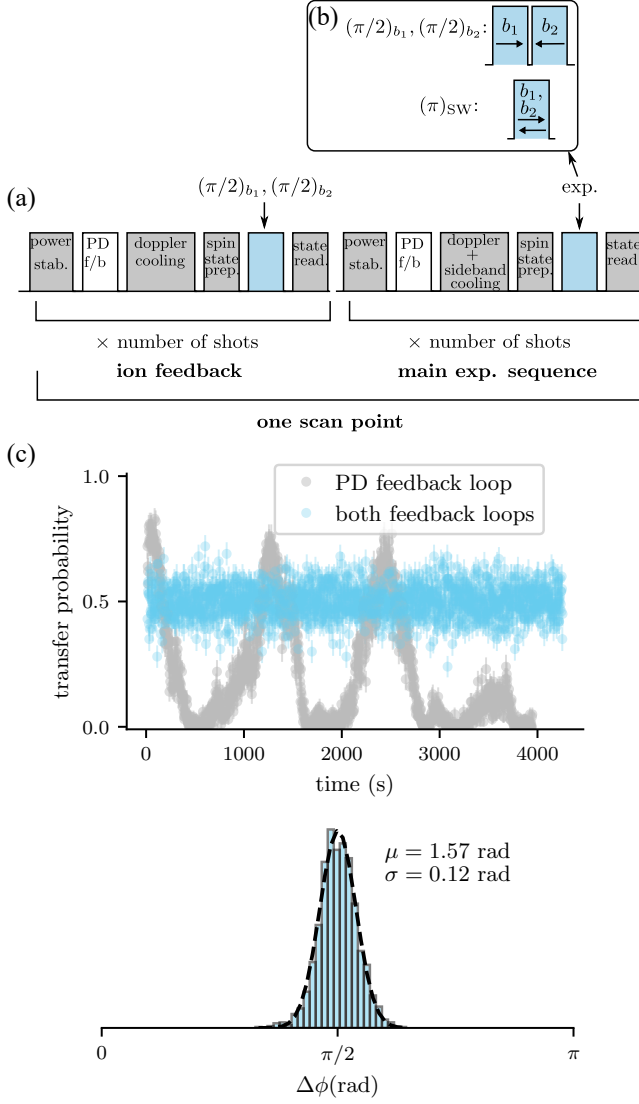 (b)
(π/2)b₁, (π/2)b₂:
b₁
b₂
(π)SW:
b₁,
b₂
(a)
(π/2)b₁, (π/2)b₂
exp.
power
stab.
PD
f/b
doppler
cooling
spin
state
prep.
state
read.
power
stab.
PD
f/b
doppler
+
sideband
cooling
spin
state
prep.
state
read.
× number of shots
× number of shots
ion feedback
main exp. sequence
one scan point
(c)
PD feedback loop
both feedback loops
transfer probability
1.0
0.5
0.0
0 1000 2000 3000 4000
time (s)
μ = 1.57 rad
σ = 0.12 rad
0 π/2 π
Δϕ(rad)